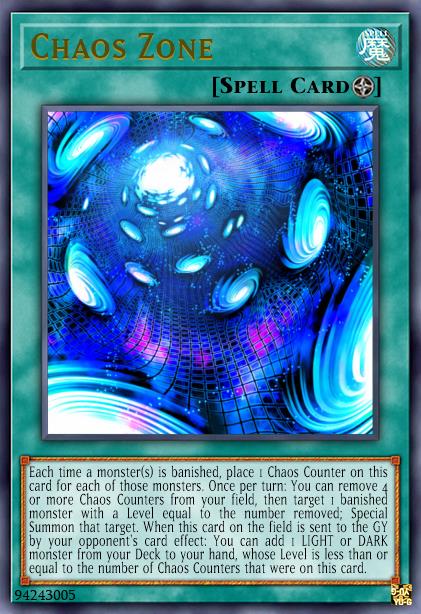 CHAOS ZONE
SPELL
魔
[SPELL CARD]
Each time a monster(s) is banished, place 1 Chaos Counter on this
card for each of those monsters. Once per turn: You can remove 4
or more Chaos Counters from your field, then target 1 banished
monster with a Level equal to the number removed; Special
Summon that target. When this card on the field is sent to the GY
by your opponent's card effect: You can add 1 LIGHT or DARK
monster from your Deck to your hand, whose Level is less than or
equal to the number of Chaos Counters that were on this card.
94243005